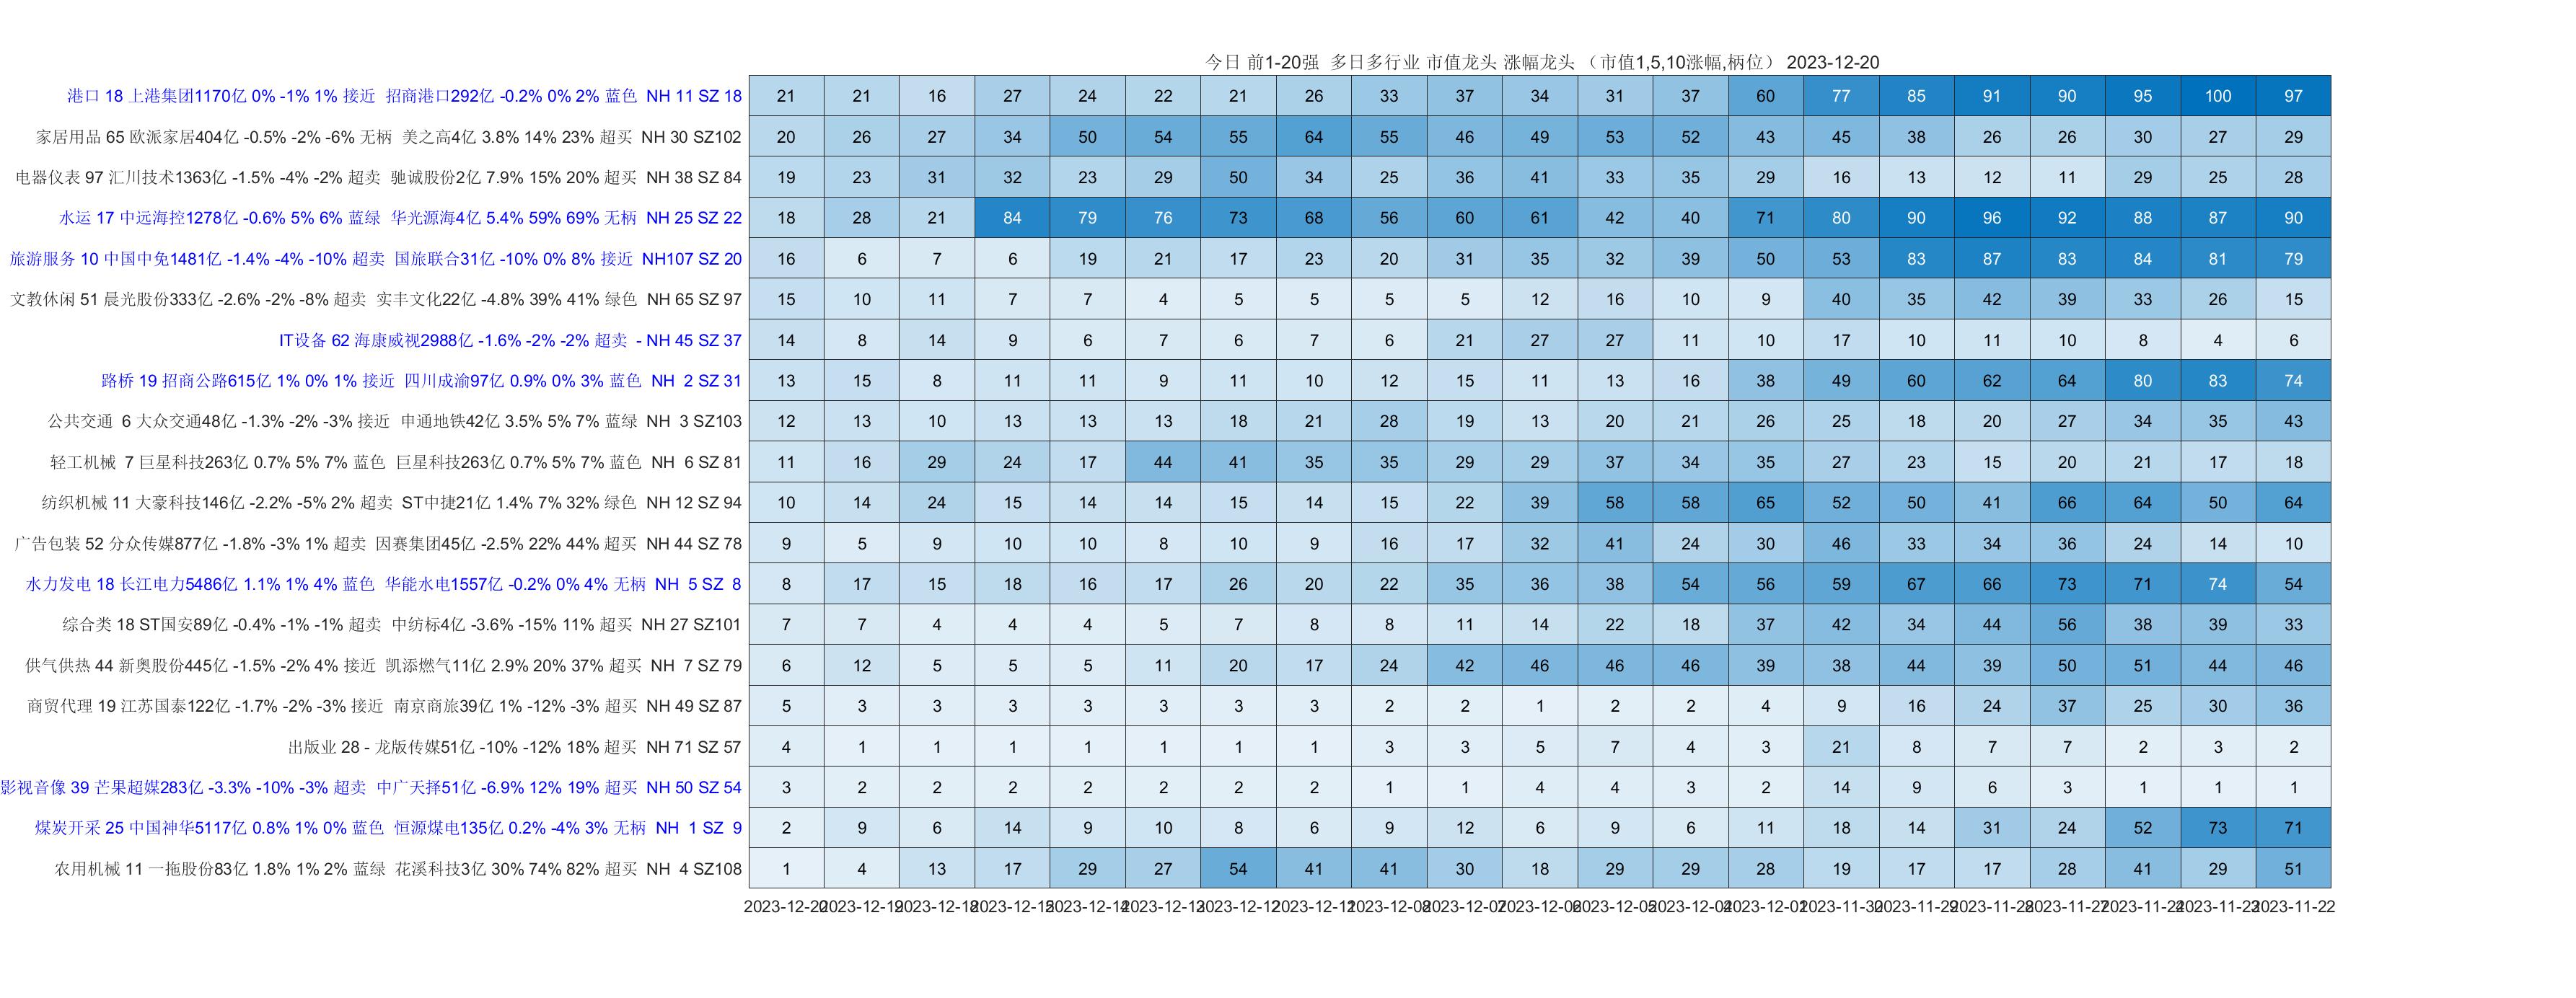 今日 前1-20强 多日多行业 市值龙头 涨幅龙头 （市值1,5,10涨幅,柄位） 2023-12-20
港口 18 上港集团1170亿 0% -1% 1% 接近 招商港口292亿 -0.2% 0% 2% 蓝色 NH 11 SZ 18 21 21 16 27 24 22 21 26 33 37 34 31 37 60 77 85 91 90 95 100 97
家居用品 65 欧派家居404亿 -0.5% -2% -6% 无柄 美之高4亿 3.8% 14% 23% 超买 NH 30 SZ102 20 26 27 34 50 54 55 64 55 46 49 53 52 43 45 38 26 26 30 27 29
电器仪表 97 汇川技术1363亿 -1.5% -4% -2% 超卖 驰诚股份2亿 7.9% 15% 20% 超买 NH 38 SZ 84 19 23 31 32 23 29 50 34 25 36 41 33 35 29 16 13 12 11 29 25 28
水运 17 中远海控1278亿 -0.6% 5% 6% 蓝绿 华光源海4亿 5.4% 59% 69% 无柄 NH 25 SZ 22 18 28 21 84 79 76 73 68 56 60 61 42 40 71 80 90 96 92 88 87 90
旅游服务 10 中国中免1481亿 -1.4% -4% -10% 超卖 国旅联合31亿 -10% 0% 8% 接近 NH107 SZ 20 16 6 7 6 19 21 17 23 20 31 35 32 39 50 53 83 87 83 84 81 79
文教休闲 51 晨光股份333亿 -2.6% -2% -8% 超卖 实丰文化22亿 -4.8% 39% 41% 绿色 NH 65 SZ 97 15 10 11 7 7 4 5 5 5 5 12 16 10 9 40 35 42 39 33 26 15
IT设备 62 海康威视2988亿 -1.6% -2% -2% 超卖 - NH 45 SZ 37 14 8 14 9 6 7 6 7 6 21 27 27 11 10 17 10 11 10 8 4 6
路桥 19 招商公路615亿 1% 0% 1% 接近 四川成渝97亿 0.9% 0% 3% 蓝色 NH 2 SZ 31 13 15 8 11 11 9 11 10 12 15 11 13 16 38 49 60 62 64 80 83 74
公共交通 6 大众交通48亿 -1.3% -2% -3% 接近 申通地铁42亿 3.5% 5% 7% 蓝绿 NH 3 SZ103 12 13 10 13 13 13 18 21 28 19 13 20 21 26 25 18 20 27 34 35 43
轻工机械 7 巨星科技263亿 0.7% 5% 7% 蓝色 巨星科技263亿 0.7% 5% 7% 蓝色 NH 6 SZ 81 11 16 29 24 17 44 41 35 35 29 29 37 34 35 27 23 15 20 21 17 18
纺织机械 11 大豪科技146亿 -2.2% -5% 2% 超卖 ST中捷21亿 1.4% 7% 32% 绿色 NH 12 SZ 94 10 14 24 15 14 14 15 14 15 22 39 58 58 65 52 50 41 66 64 50 64
广告包装 52 分众传媒877亿 -1.8% -3% 1% 超卖 因赛集团45亿 -2.5% 22% 44% 超买 NH 44 SZ 78 9 5 9 10 10 8 10 9 16 17 32 41 24 30 46 33 34 36 24 14 10
水力发电 18 长江电力5486亿 1.1% 1% 4% 蓝色 华能水电1557亿 -0.2% 0% 4% 无柄 NH 5 SZ 8 8 17 15 18 16 17 26 20 22 35 36 38 54 56 59 67 66 73 71 74 54
综合类 18 ST国安89亿 -0.4% -1% -1% 超卖 中纺标4亿 -3.6% -15% 11% 超买 NH 27 SZ101 7 7 4 4 4 5 7 8 8 11 14 22 18 37 42 34 44 56 38 39 33
供气供热 44 新奥股份445亿 -1.5% -2% 4% 接近 凯添燃气11亿 2.9% 20% 37% 超买 NH 7 SZ 79 6 12 5 5 5 11 20 17 24 42 46 46 46 39 38 44 39 50 51 44 46
商贸代理 19 江苏国泰122亿 -1.7% -2% -3% 接近 南京商旅39亿 1% -12% -3% 超买 NH 49 SZ 87 5 3 3 3 3 3 3 3 2 2 1 2 2 4 9 16 24 37 25 30 36
出版业 28 - 龙版传媒51亿 -10% -12% 18% 超买 NH 71 SZ 57 4 1 1 1 1 1 1 1 3 3 5 7 4 3 21 8 7 7 2 3 2
影视音像 39 芒果超媒283亿 -3.3% -10% -3% 超卖 中广天择51亿 -6.9% 12% 19% 超买 NH 50 SZ 54 3 2 2 2 2 2 2 2 1 1 4 4 3 2 14 9 6 3 1 1 1
煤炭开采 25 中国神华5117亿 0.8% 1% 0% 蓝色 恒源煤电135亿 0.2% -4% 3% 无柄 NH 1 SZ 9 2 9 6 14 9 10 8 6 9 12 6 9 6 11 18 14 31 24 52 73 71
农用机械 11 一拖股份83亿 1.8% 1% 2% 蓝绿 花溪科技3亿 30% 74% 82% 超买 NH 4 SZ108 1 4 13 17 29 27 54 41 41 30 18 29 29 28 19 17 17 28 41 29 51
2023-12-20 2023-12-19 2023-12-18 2023-12-15 2023-12-14 2023-12-13 2023-12-12 2023-12-11 2023-12-08 2023-12-07 2023-12-06 2023-12-05 2023-12-04 2023-12-01 2023-11-30 2023-11-29 2023-11-28 2023-11-27 2023-11-24 2023-11-23 2023-11-22